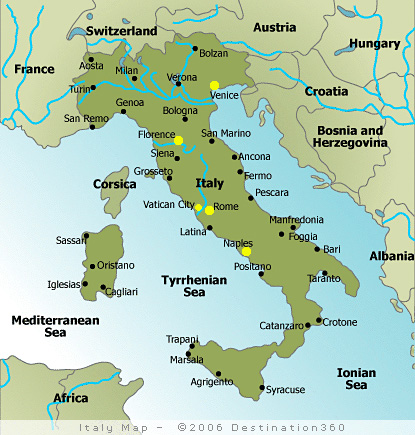 Austria
Switzerland
Hungary
Bolzan
France
Aosta
Milan
Verona
Turin
Venice
Croatia
Genoa
Bologna
San Remo
Florence
San Marino
Bosnia and
Herzegovina
Siena
Ancona
Grosseto
Fermo
Corsica
Italy
Pescara
Vatican City
Rome
Manfredonia
Latina
Foggia
Sassari
Naples
Bari
Albania
Oristano
Positano
Taranto
Tyrrhenian
Sea
Iglesias
Cagliari
Mediterranean
Sea
Catanzaro
Crotone
Trapani
Marsala
Ionian
Sea
Agrigento
Syracuse
Africa
Italy Map - ©2006 Destination360